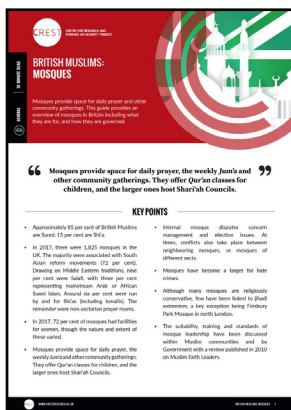 CREST
CENTRE FOR RESEARCH AND
EVIDENCE ON SECURITY THREATS
BRITISH MUSLIMS:
MOSQUES
Mosques provide space for daily prayer and other
community gatherings. This guide provides an
overview of mosques in Britain including what
they are for, and how they are governed.
GENERAL
“ Mosques provide space for daily prayer, the weekly Jum'a and ”
other community gatherings. They offer Qur'an classes for
children, and the larger ones host Shari'ah Councils.
KEY POINTS
• Approximately 85 per cent of British Muslims
are Sunni; 15 per cent are Shi'a.
• In 2017, there were 1,825 mosques in the
UK. The majority were associated with South
Asian reform movements (72 per cent).
Drawing on Middle Eastern traditions, nine
per cent were Salafi, with three per cent
representing mainstream Arab or African
Sunni Islam. Around six per cent were run
by and for Shi'as (including Ismailis). The
remainder were non-sectarian prayer rooms.
• In 2017, 72 per cent of mosques had facilities
for women, though the nature and extent of
these varied.
• Mosques provide space for daily prayer, the
weekly Jum'a and other community gatherings.
They offer Qur'an classes for children, and the
larger ones host Shari'ah Councils.
• Internal mosque disputes concern
management and election issues. At
times, conflicts also take place between
neighbouring mosques, or mosques of
different sects.
• Mosques have become a target for hate
crimes.
• Although many mosques are religiously
conservative, few have been linked to jihadi
extremism, a key exception being Finsbury
Park Mosque in north London.
• The suitability, training and standards of
mosque leadership have been discussed
within Muslim communities and by
Government with a review published in 2010
on Muslim Faith Leaders.
WWW.CRESTRESEARCH.AC.UK
BRITISH MUSLIMS: MOSQUES
1